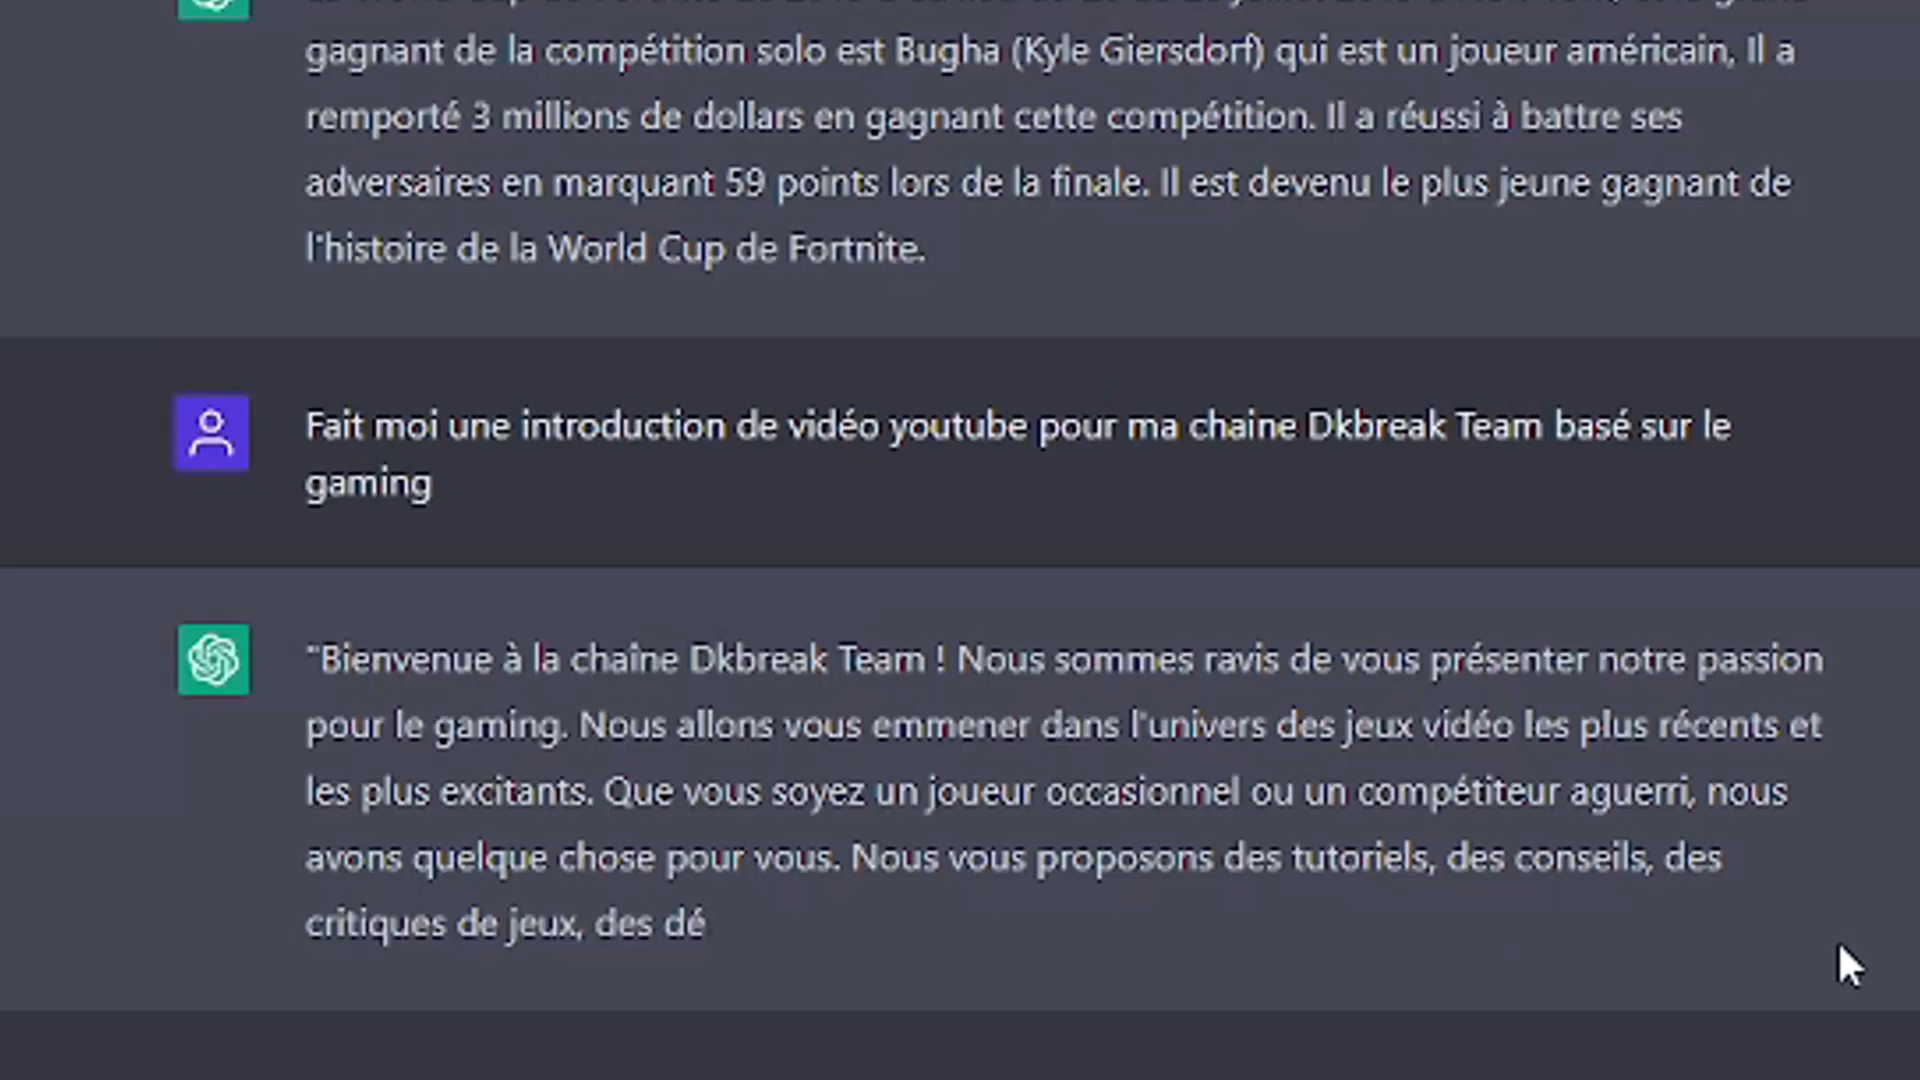 gagnant de la compétition solo est Bugha (Kyle Giersdorf) qui est un joueur américain, Il a
remporté 3 millions de dollars en gagnant cette compétition. Il a réussi à battre ses
adversaires en marquant 59 points lors de la finale. Il est devenu le plus jeune gagnant de
l'histoire de la World Cup de Fortnite.
Fait moi une introduction de vidéo youtube pour ma chaine Dkbreak Team basé sur le
gaming
"Bienvenue à la chaîne Dkbreak Team ! Nous sommes ravis de vous présenter notre passion
pour le gaming. Nous allons vous emmener dans l'univers des jeux vidéo les plus récents et
les plus excitants. Que vous soyez un joueur occasionnel ou un compétiteur aguerri, nous
avons quelque chose pour vous. Nous vous proposons des tutoriels, des conseils, des
critiques de jeux, des dé